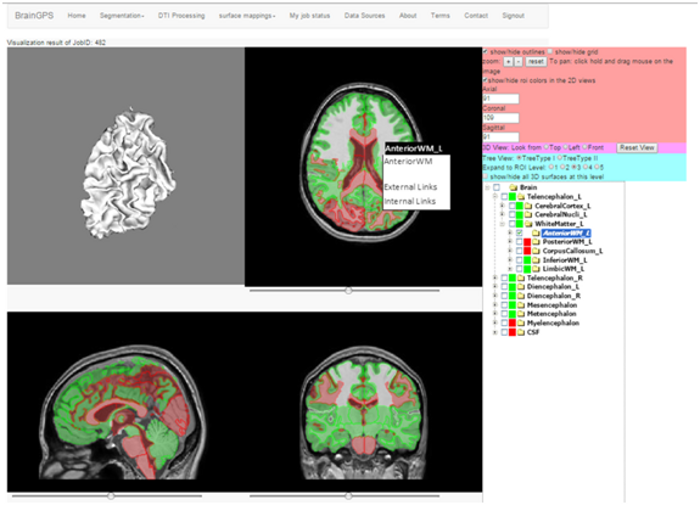 BrainGPS Home Segmentation DTI Processing surface mappings My job status Data Sources About Terms Contact Signout
Visualization result of JobID: 482
AnteriorWM_L
AnteriorWM
External Links
Internal Links
show/hide outlines show/hide grid
zoom: + - reset To pan: click hold and drag mouse on the
image
show/hide roi colors in the 2D views
Axial
91
Coronal
109
Sagittal
91
3D View: Look from Top Left Front Reset View
Tree View: TreeType I TreeType II
Expand to ROI Level: 1 2 3 4 5
show/hide all 3D surfaces at this level
Brain
Telencephalon_L
CerebralCortex_L
CerebralNucli_L
WhiteMatter_L
AnteriorWM_L
PosteriorWM_L
CorpusCallosum_L
InferiorWM_L
LimbicWM_L
Telencephalon_R
Diencephalon_L
Diencephalon_R
Mesencephalon
Metencephalon
Myelencephalon
CSF